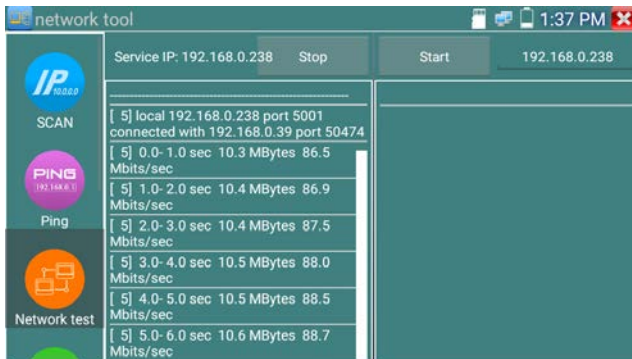 network tool
1:37 PM
Service IP: 192.168.0.238
Stop
Start
192.168.0.238
IP
10.0.0.0
SCAN
PING
192.168.0.1
Ping
Network test
[ 5] local 192.168.0.238 port 5001
connected with 192.168.0.39 port 50474
[ 5] 0.0- 1.0 sec 10.3 MBytes 86.5
Mbits/sec
[ 5] 1.0- 2.0 sec 10.4 MBytes 86.9
Mbits/sec
[ 5] 2.0- 3.0 sec 10.4 MBytes 87.5
Mbits/sec
[ 5] 3.0- 4.0 sec 10.5 MBytes 88.0
Mbits/sec
[ 5] 4.0- 5.0 sec 10.5 MBytes 88.5
Mbits/sec
[ 5] 5.0- 6.0 sec 10.6 MBytes 88.7
Mbits/sec